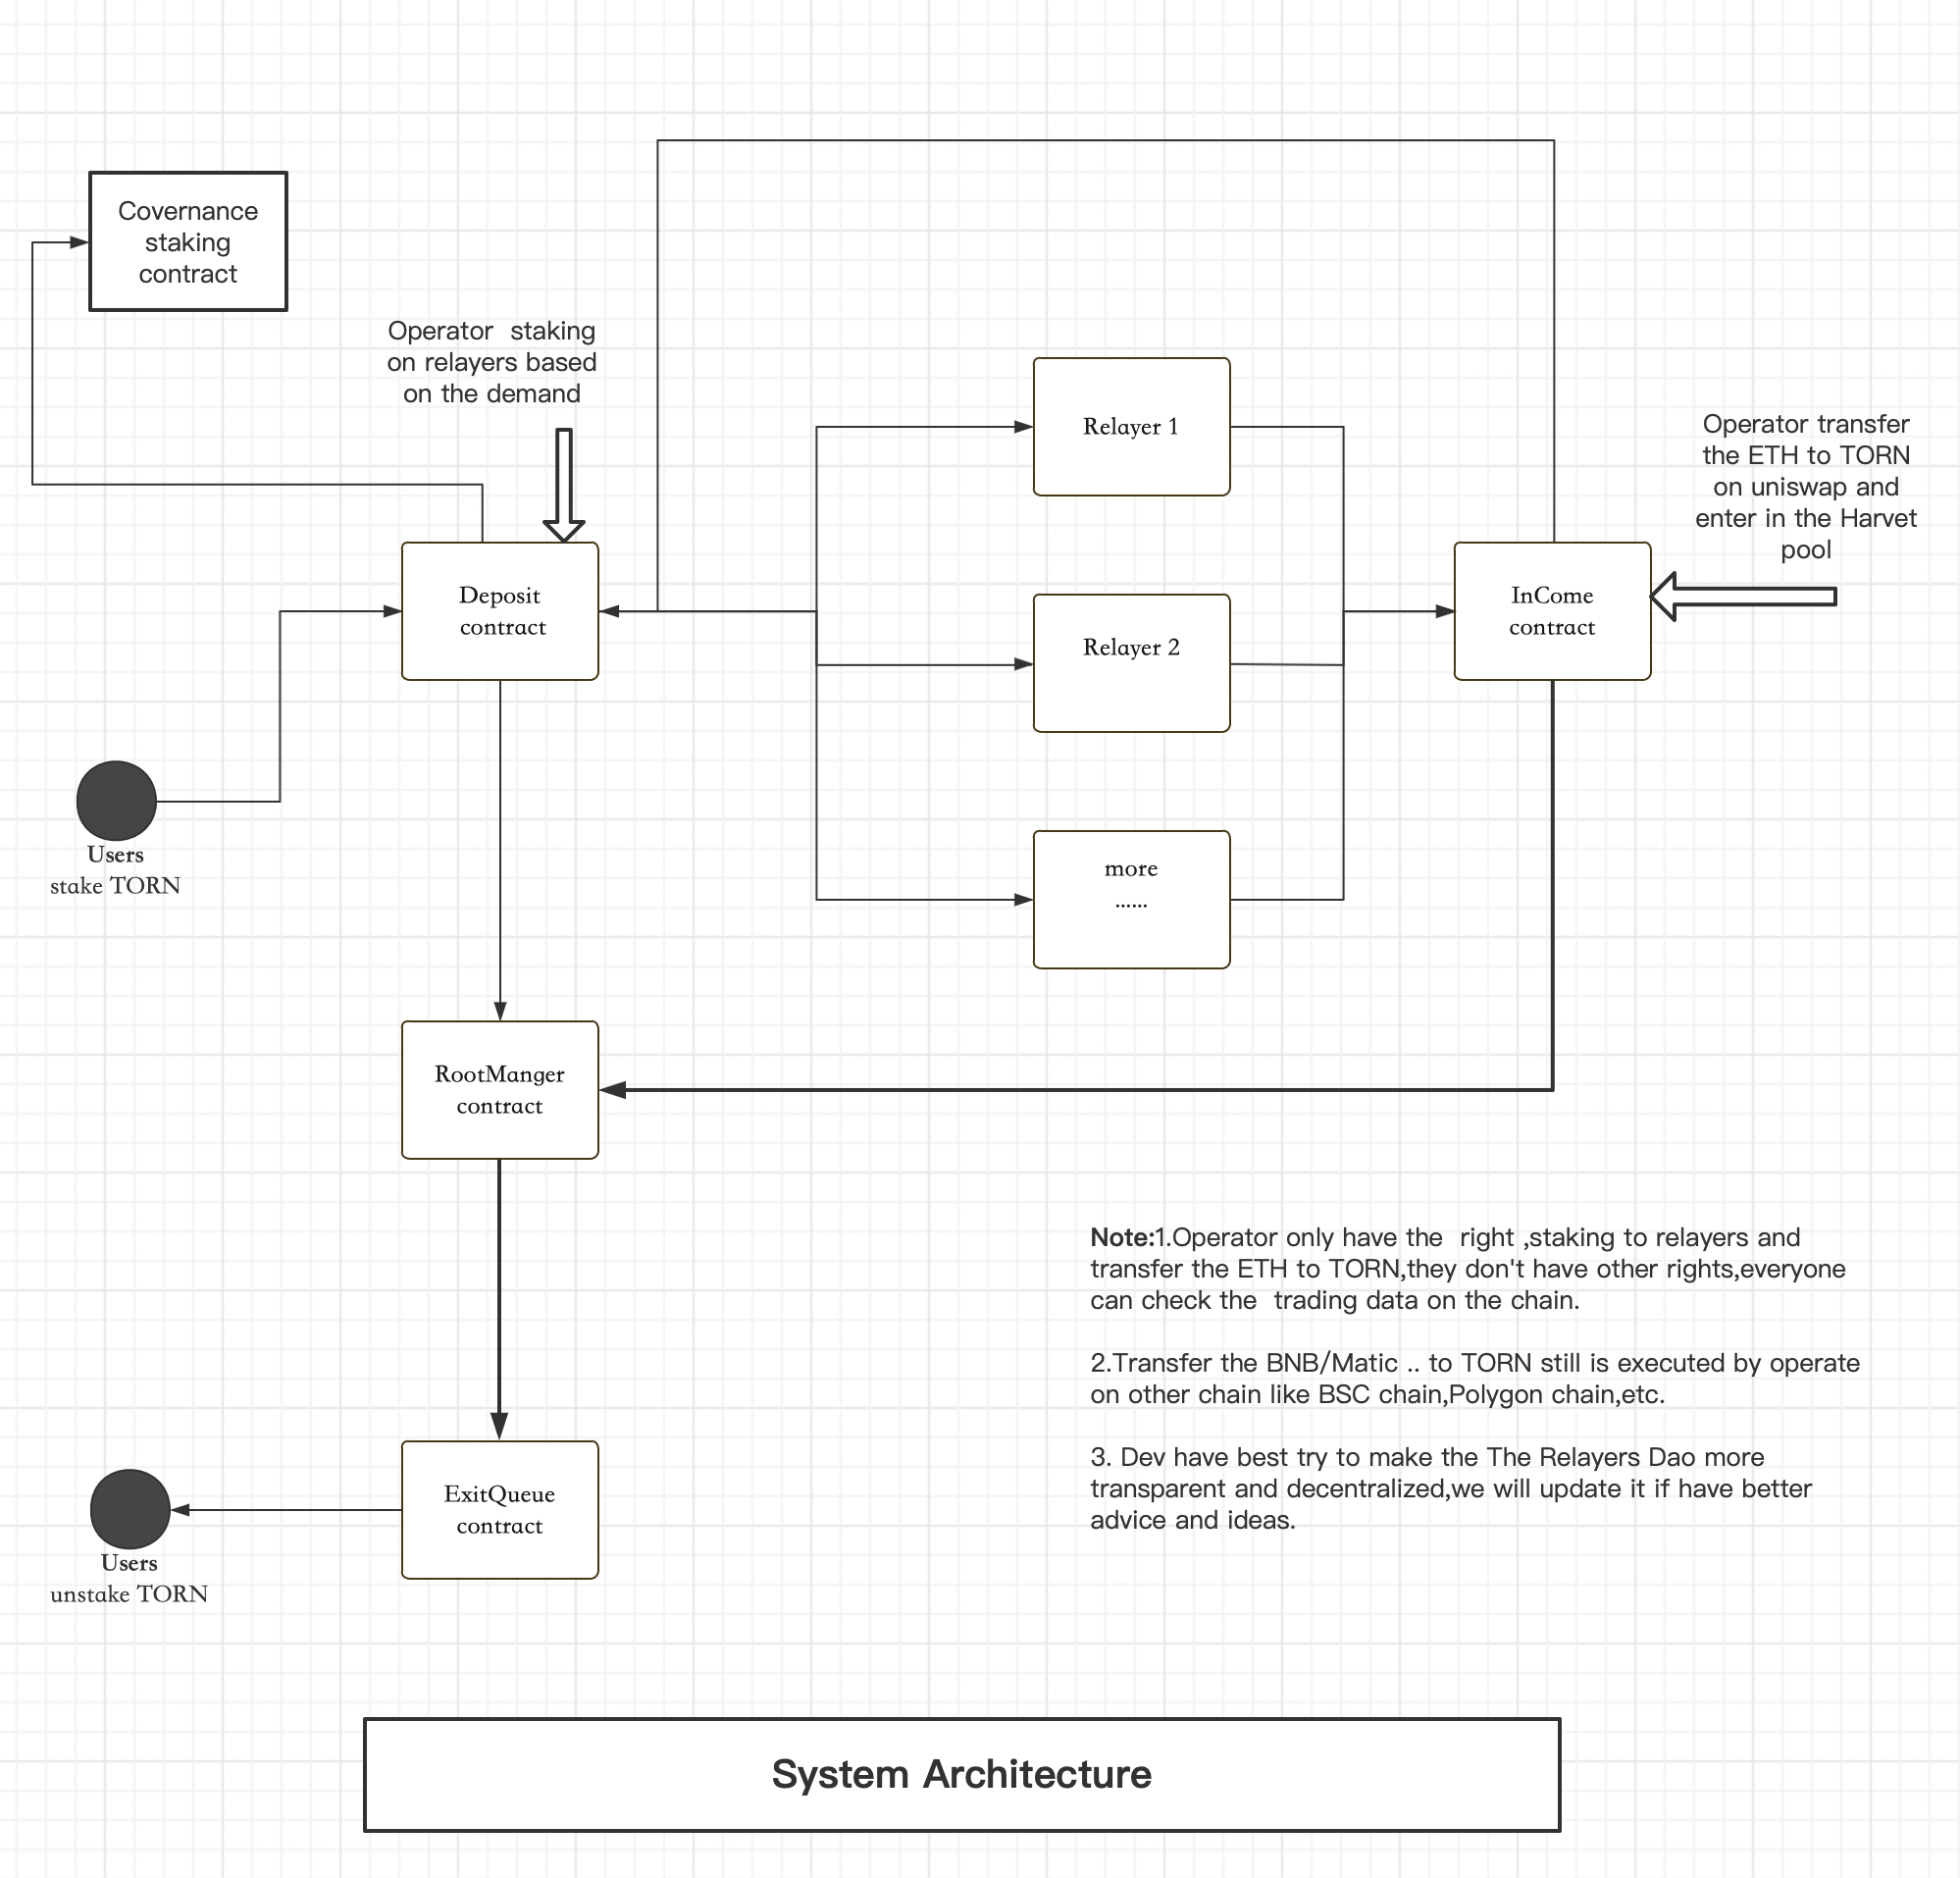 Covernance
staking
contract
Operator  staking
on relayers based
on the demand
Relayer 1
Operator transfer
the ETH to TORN
on uniswap and
enter in the Harvet
pool
Deposit
contract
Relayer 2
InCome
contract
Users
stake TORN
more
......
RootManger
contract
Note:1.Operator only have the  right ,staking to relayers and
transfer the ETH to TORN,they don't have other rights,everyone
can check the  trading data on the chain.
2.Transfer the BNB/Matic .. to TORN still is executed by operate
on other chain like BSC chain,Polygon chain,etc.
3. Dev have best try to make the The Relayers Dao more
transparent and decentralized,we will update it if have better
advice and ideas.
ExitQueue
contract
Users
unstake TORN
System Architecture